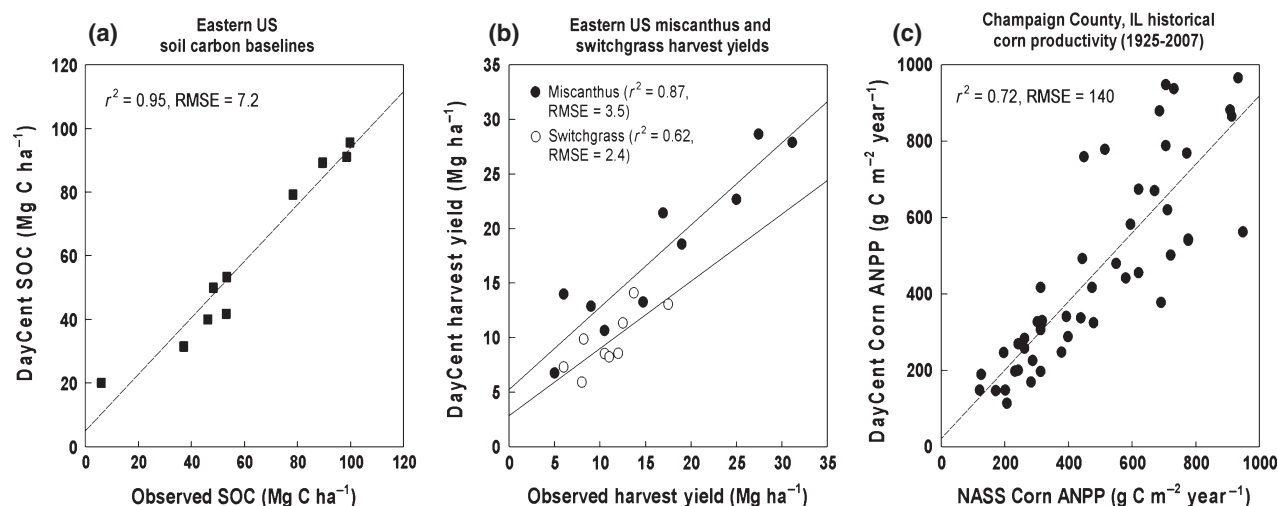 (a)
Eastern US
soil carbon baselines
r² = 0.95, RMSE = 7.2
DayCent SOC (Mg C ha⁻¹)
120
100
80
60
40
20
0
0 20 40 60 80 100 120
Observed SOC (Mg C ha⁻¹)
(b)
Eastern US miscanthus and
switchgrass harvest yields
Miscanthus (r² = 0.87,
RMSE = 3.5)
Switchgrass (r² = 0.62,
RMSE = 2.4)
DayCent harvest yield (Mg ha⁻¹)
35
30
25
20
15
10
5
0
0 5 10 15 20 25 30 35
Observed harvest yield (Mg ha⁻¹)
(c)
Champaign County, IL historical
corn productivity (1925-2007)
r² = 0.72, RMSE = 140
DayCent Corn ANPP (g C m⁻² year⁻¹)
1000
800
600
400
200
0
0 200 400 600 800 1000
NASS Corn ANPP (g C m⁻² year⁻¹)